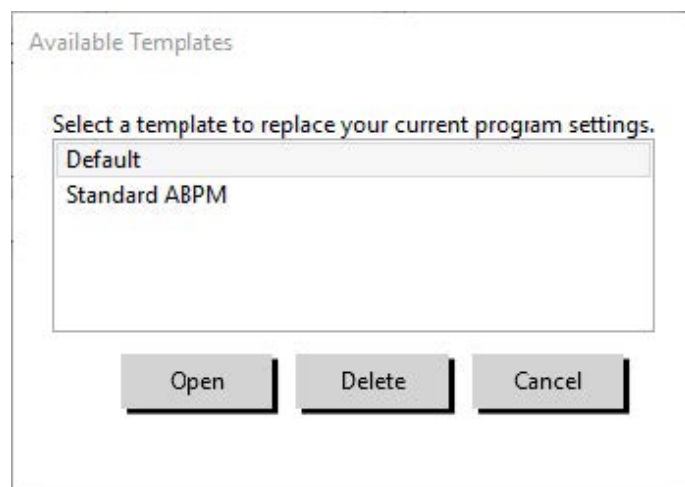 Available Templates
Select a template to replace your current program settings.
Default
Standard ABPM
Open Delete Cancel